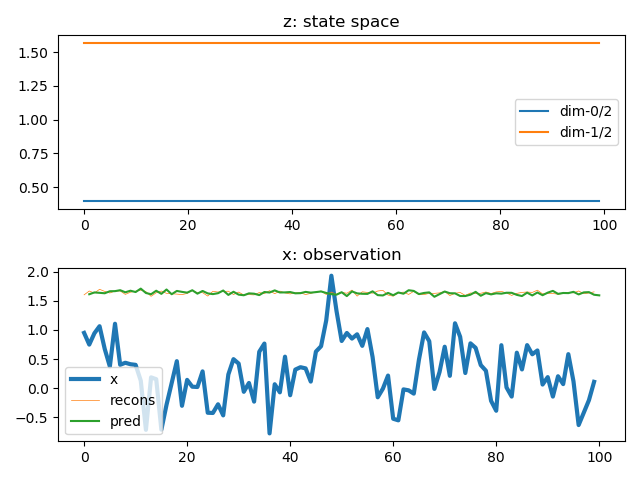 z: state space
1.50
1.25
1.00
0.75
0.50
dim-0/2
dim-1/2
0 20 40 60 80 100
x: observation
2.0
1.5
1.0
0.5
0.0
−0.5
x
recons
pred
0 20 40 60 80 100